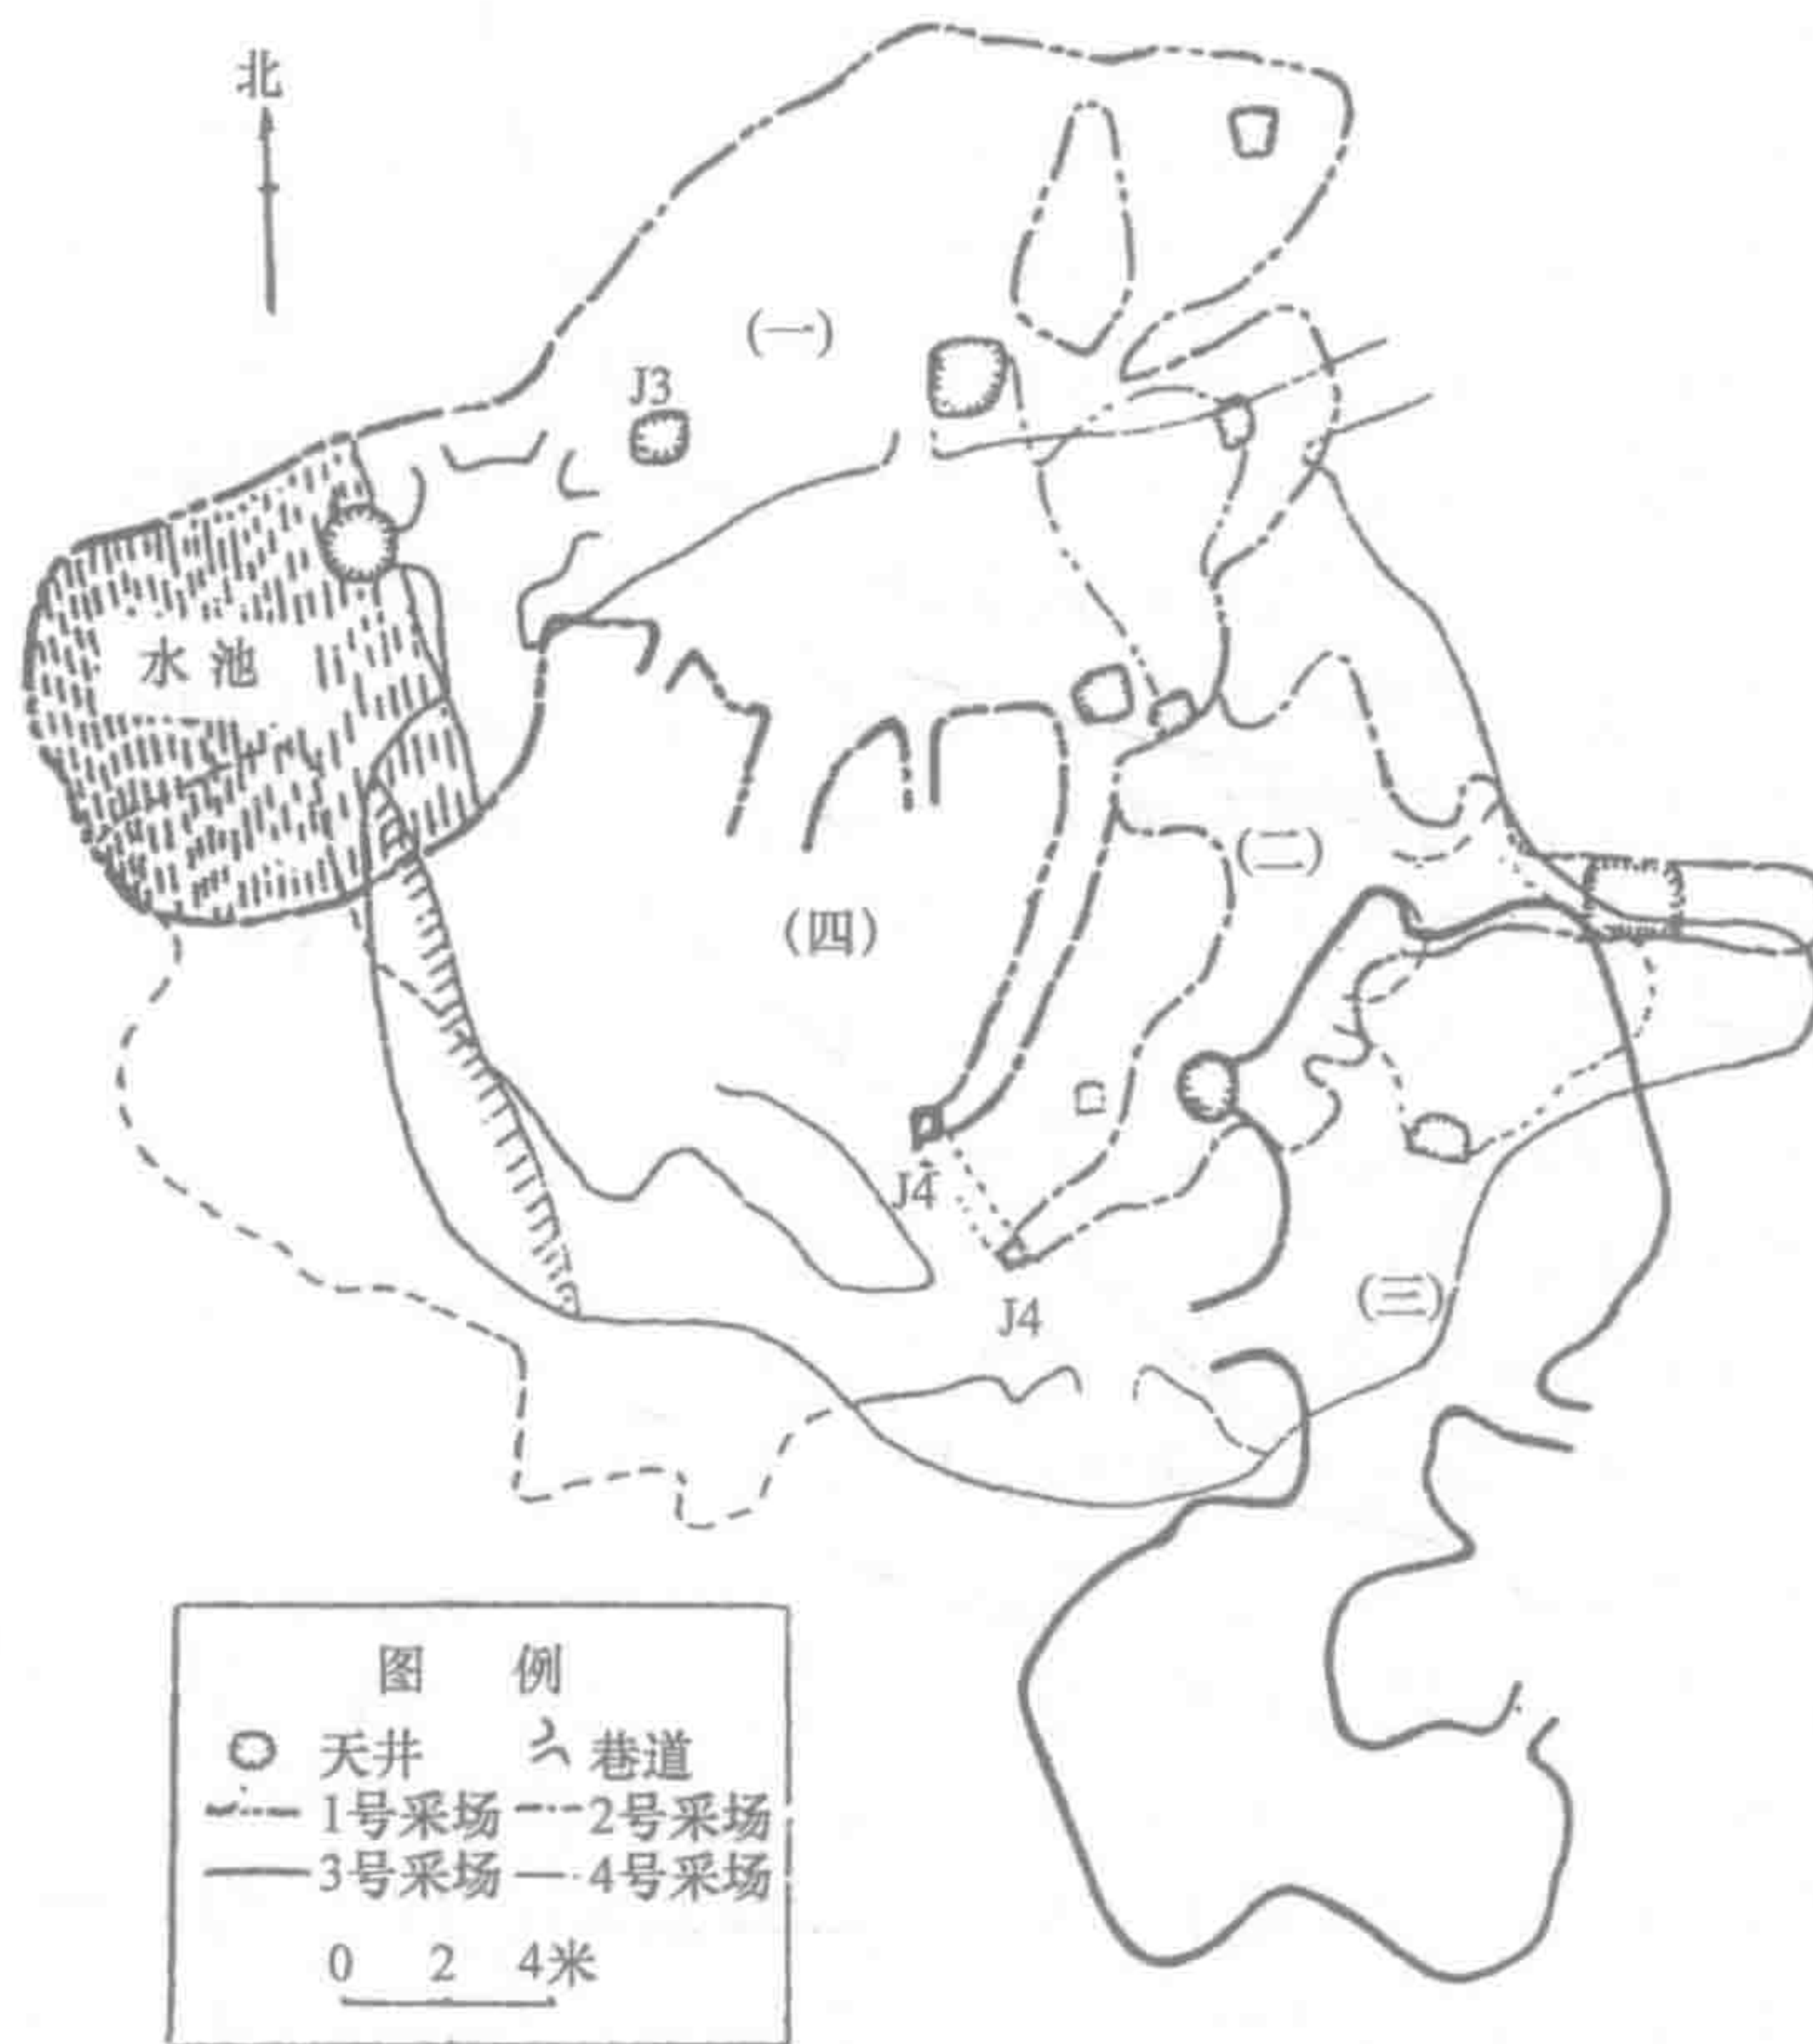 北
(一)
J3
水池
(二)
(四)
J4
J4
(三)
图 例
天井 巷道
1号采场 2号采场
3号采场 4号采场
0 2 4米